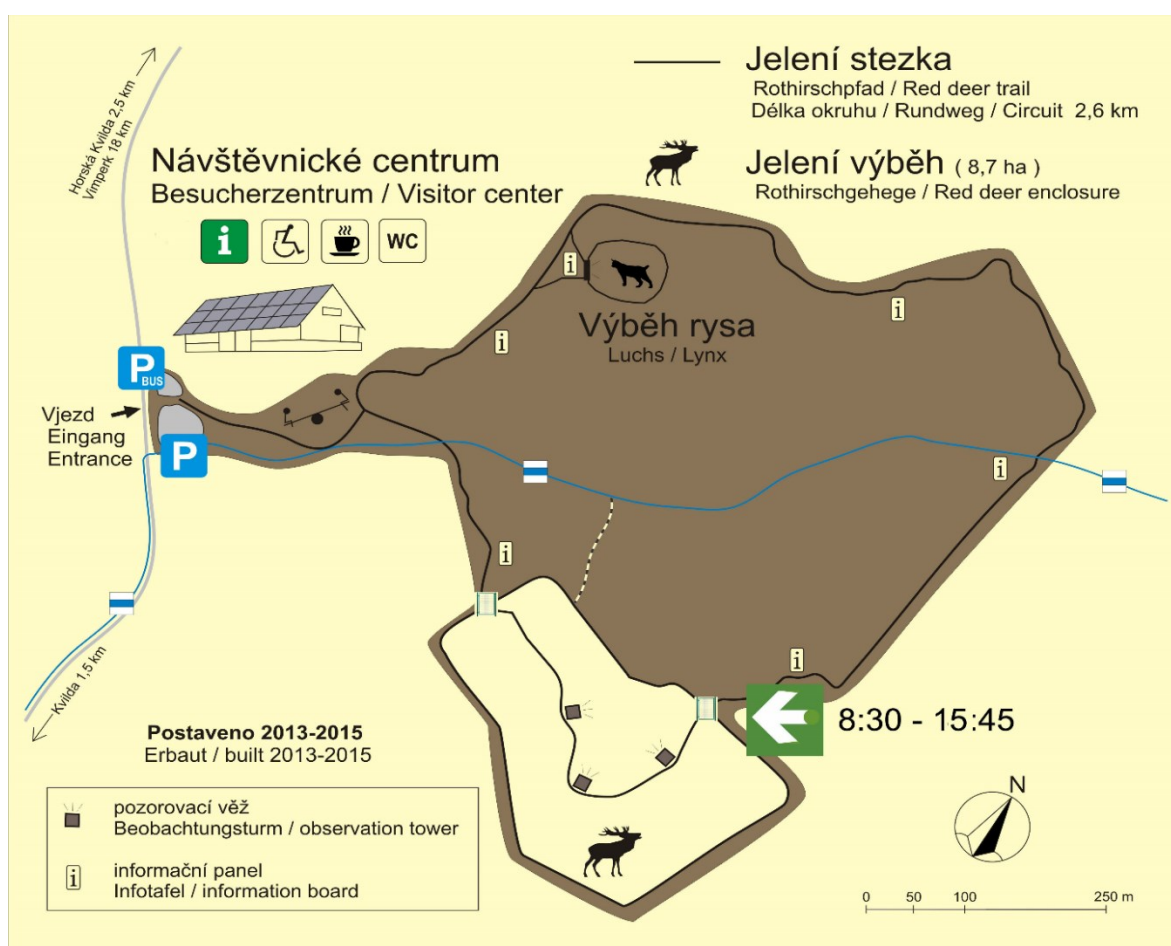 Jelení stezka
Rothirschpfad / Red deer trail
Délka okruhu / Rundweg / Circuit 2,6 km
Jelení výběh ( 8,7 ha )
Rothirschgehege / Red deer enclosure
Horská Kvilda 2,5 km
Vimperk 18 km
Návštěvnické centrum
Besucherzentrum / Visitor center
i
WC
i
Výběh rysa
Luchs / Lynx
i
i
P
BUS
Vjezd
Eingang
Entrance
P
i
i
i
Kvilda 1,5 km
8:30 - 15:45
Postaveno 2013-2015
Erbaut / built 2013-2015
pozorovací věž
Beobachtungsturm / observation tower
i
informační panel
Infotafel / information board
N
0 50 100 250 m